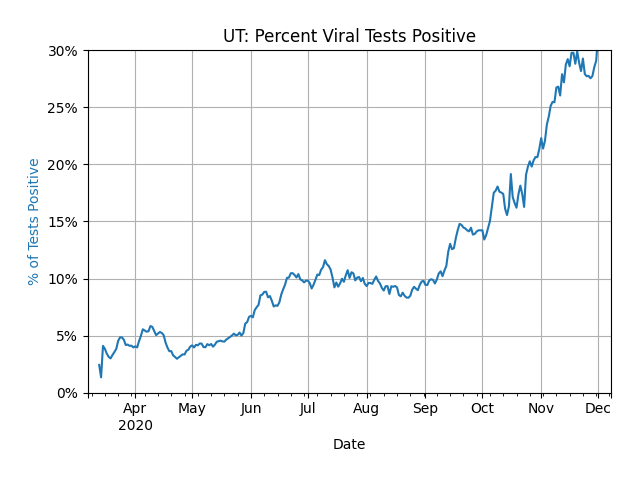 UT: Percent Viral Tests Positive
30%
25%
20%
15%
10%
5%
0%
% of Tests Positive
Apr May Jun Jul Aug Sep Oct Nov Dec
2020
Date